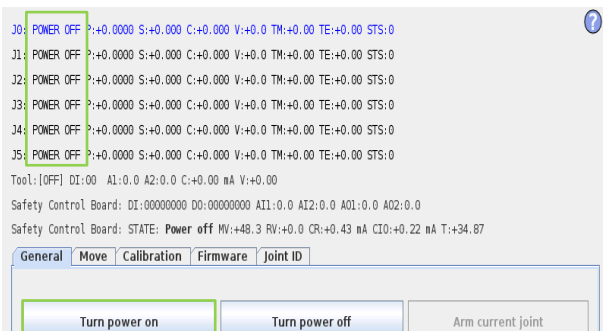 ?
J0: POWER OFF P:+0.0000 S:+0.000 C:+0.000 V:+0.0 TM:+0.00 TE:+0.00 STS:0
J1: POWER OFF P:+0.0000 S:+0.000 C:+0.000 V:+0.0 TM:+0.00 TE:+0.00 STS:0
J2: POWER OFF P:+0.0000 S:+0.000 C:+0.000 V:+0.0 TM:+0.00 TE:+0.00 STS:0
J3: POWER OFF P:+0.0000 S:+0.000 C:+0.000 V:+0.0 TM:+0.00 TE:+0.00 STS:0
J4: POWER OFF P:+0.0000 S:+0.000 C:+0.000 V:+0.0 TM:+0.00 TE:+0.00 STS:0
J5: POWER OFF P:+0.0000 S:+0.000 C:+0.000 V:+0.0 TM:+0.00 TE:+0.00 STS:0
Tool:[OFF] DI:00 A1:0.0 A2:0.0 C:+0.00 mA V:+0.00
Safety Control Board: DI:00000000 DO:00000000 AI1:0.0 AI2:0.0 AO1:0.0 AO2:0.0
Safety Control Board: STATE: Power off MV:+48.3 RV:+0.0 CR:+0.43 mA CIO:+0.22 mA T:+34.87
General Move Calibration Firmware Joint ID
Turn power on Turn power off Arm current joint